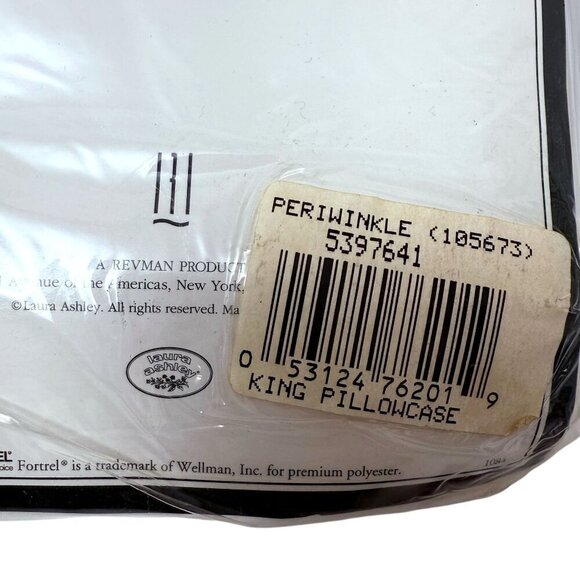 PERIWINKLE (105673)
5397641
0 53124 76201 9
KING PILLOWCASE
A REVMAN PRODUCT
Avenue of the Americas, New York,
©Laura Ashley. All rights reserved.
laura
ashley
Fortrel® is a trademark of Wellman, Inc. for premium polyester.